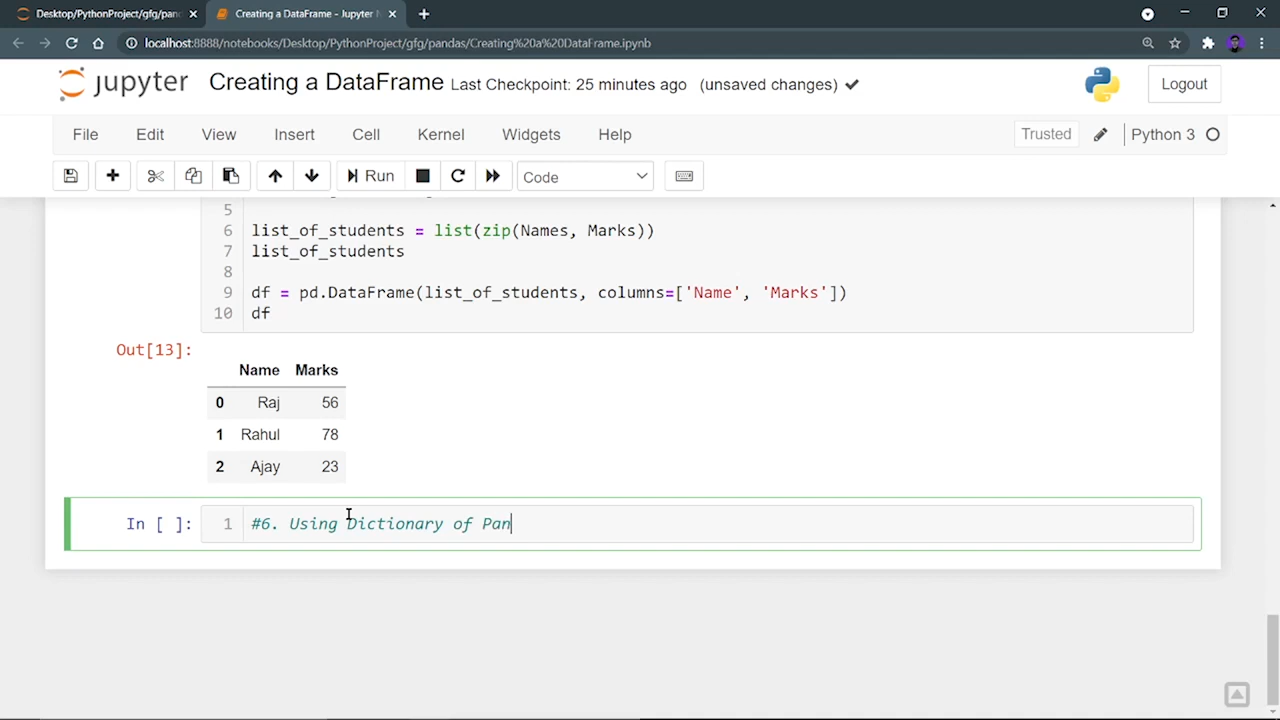 Desktop/PythonProject/gfg/pan
Creating a DataFrame - Jupyter
localhost:8888/notebooks/Desktop/PythonProject/gfg/pandas/Creating%20a%20DataFrame.ipynb
jupyter Creating a DataFrame Last Checkpoint: 25 minutes ago (unsaved changes) Logout
File Edit View Insert Cell Kernel Widgets Help Trusted Python 3
Run Code
5
6 list_of_students = list(zip(Names, Marks))
7 list_of_students
8
9 df = pd.DataFrame(list_of_students, columns=['Name', 'Marks'])
10 df
Out[13]:
Name Marks
0 Raj 56
1 Rahul 78
2 Ajay 23
In [ ]: 1 #6. Using Dictionary of Pan